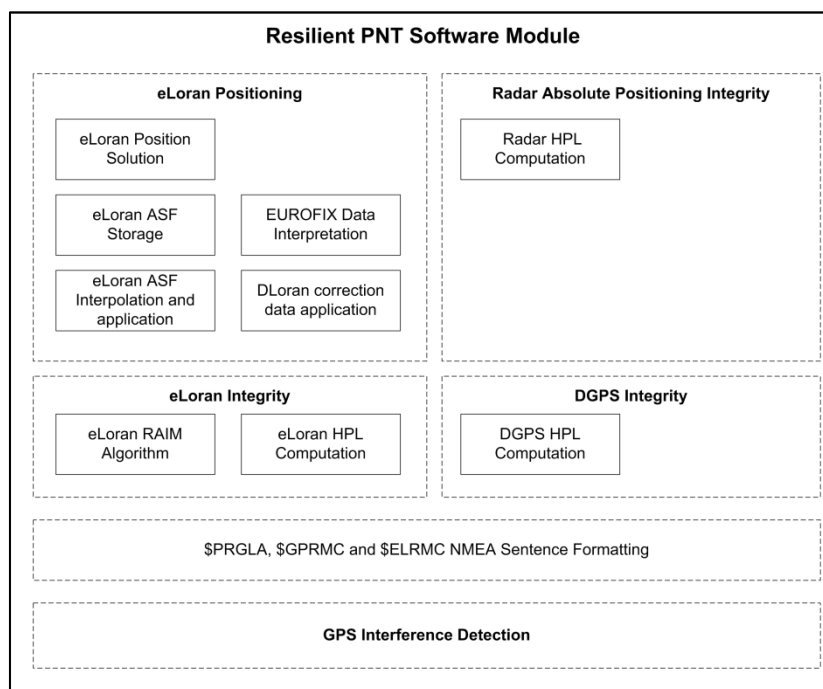 Resilient PNT Software Module
eLoran Positioning
eLoran Position
Solution
eLoran ASF
Storage
EUROFIX Data
Interpretation
eLoran ASF
Interpolation and
application
DLoran correction
data application
Radar Absolute Positioning Integrity
Radar HPL
Computation
eLoran Integrity
eLoran RAIM
Algorithm
eLoran HPL
Computation
DGPS Integrity
DGPS HPL
Computation
$PRGLA, $GPRMC and $ELRMC NMEA Sentence Formatting
GPS Interference Detection